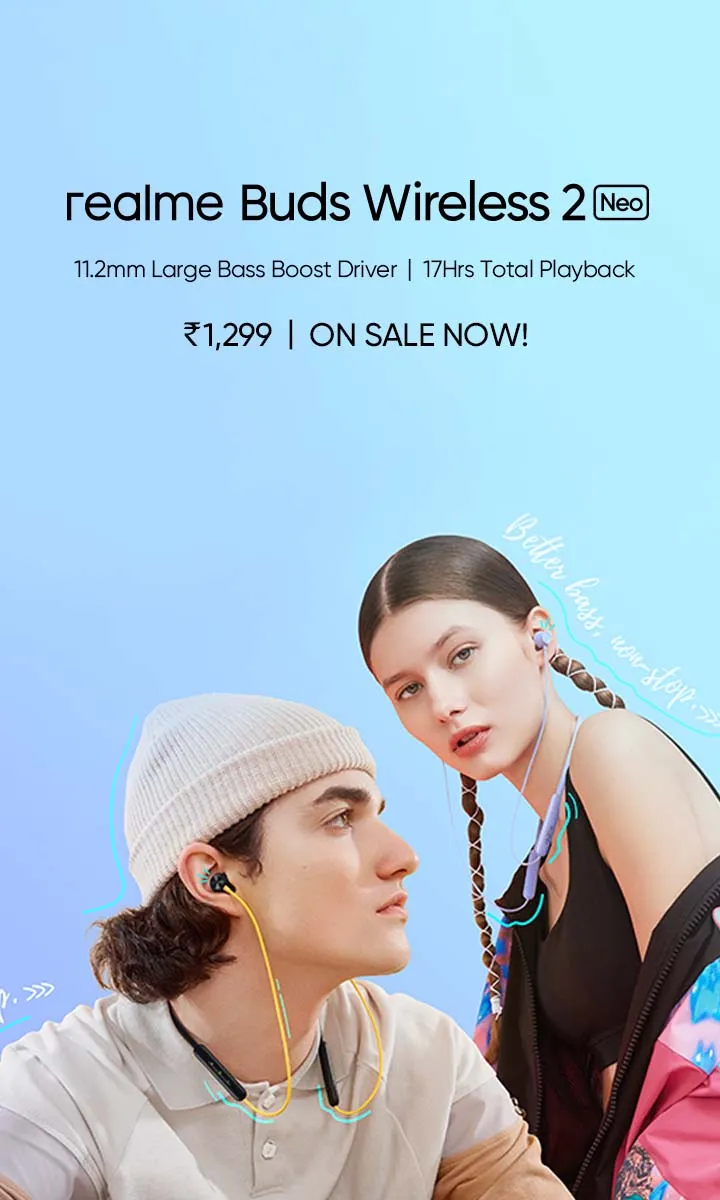 realme Buds Wireless 2 Neo
11.2mm Large Bass Boost Driver | 17Hrs Total Playback
₹1,299 | ON SALE NOW!
Better bass, non-stop. >>>
p. >>>